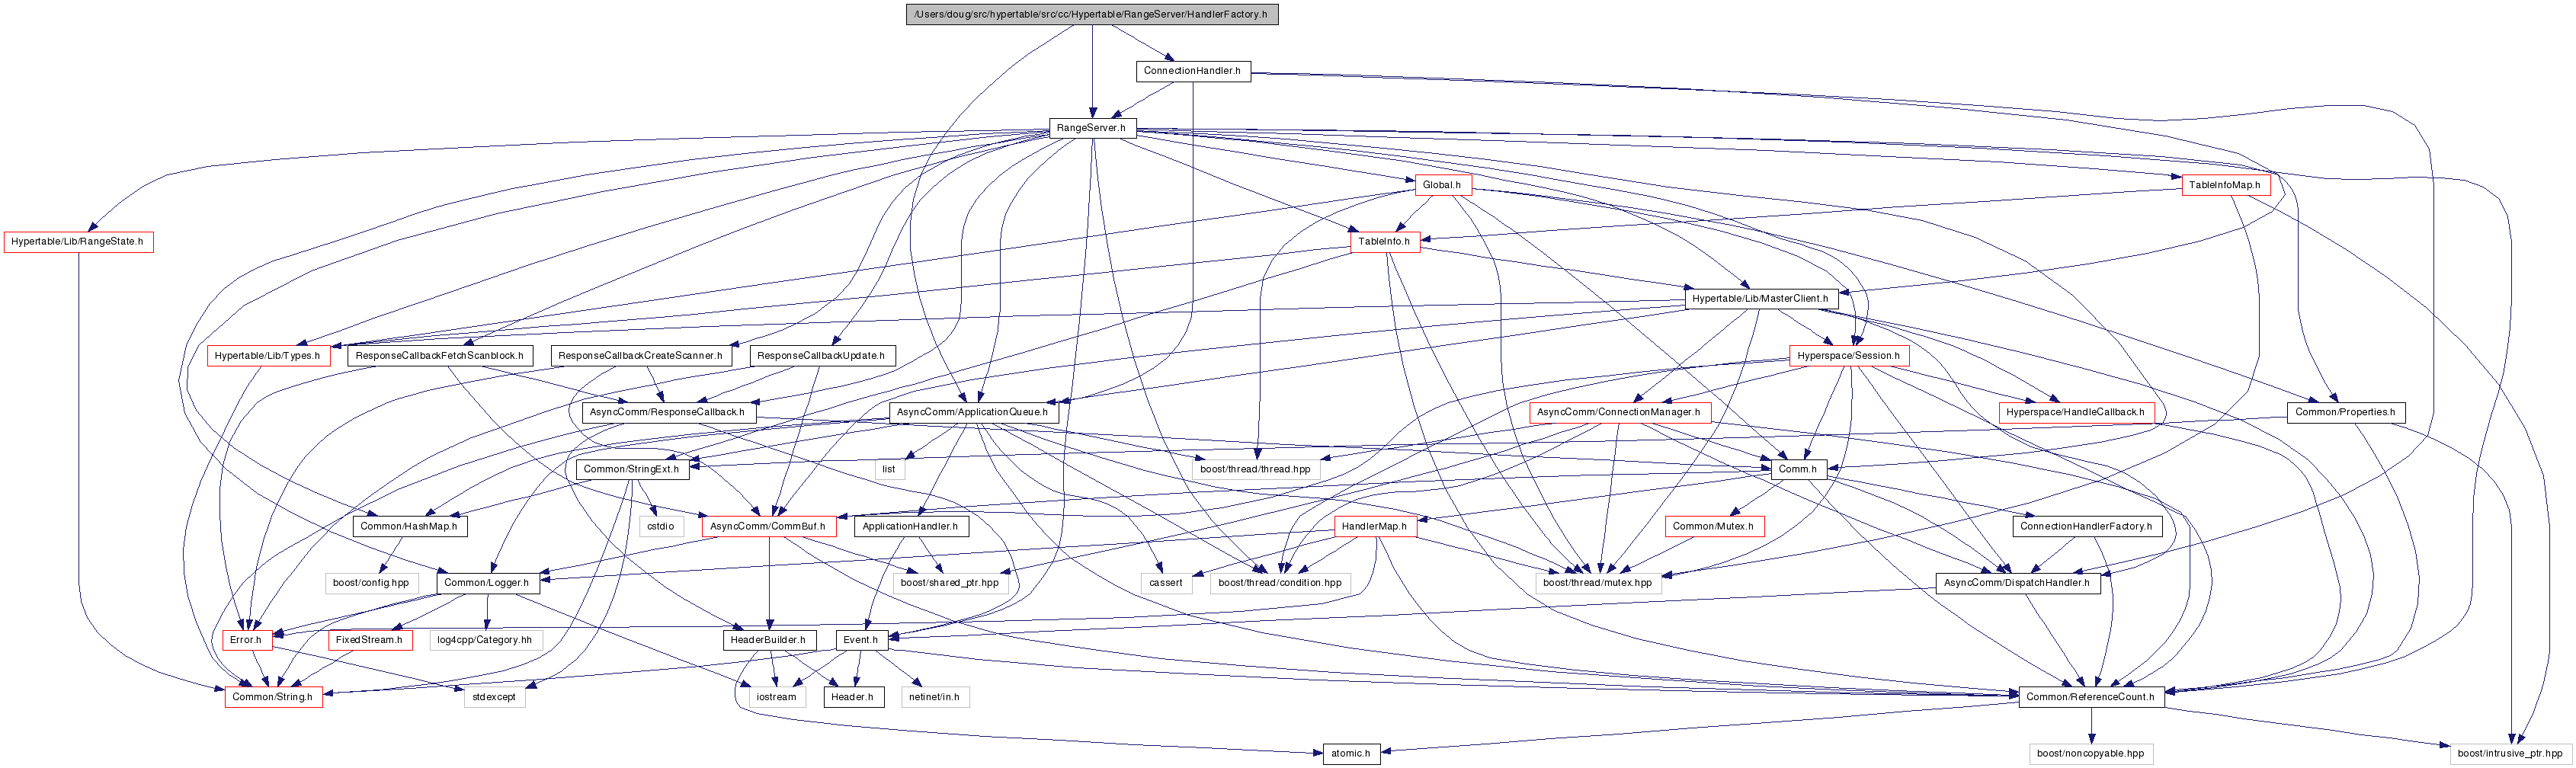 /Users/doug/src/hypertable/src/cc/Hypertable/RangeServer/HandlerFactory.h
ConnectionHandler.h
RangeServer.h
Global.h
TableInfoMap.h
Hypertable/Lib/RangeState.h
TableInfo.h
Hypertable/Lib/MasterClient.h
Hypertable/Lib/Types.h
ResponseCallbackFetchScanblock.h
ResponseCallbackCreateScanner.h
ResponseCallbackUpdate.h
Hyperspace/Session.h
AsyncComm/ResponseCallback.h
AsyncComm/ApplicationQueue.h
AsyncComm/ConnectionManager.h
Hyperspace/HandleCallback.h
Common/Properties.h
Common/StringExt.h
list
boost/thread/thread.hpp
Comm.h
Common/HashMap.h
cstdio
AsyncComm/CommBuf.h
ApplicationHandler.h
HandlerMap.h
Common/Mutex.h
ConnectionHandlerFactory.h
boost/config.hpp
Common/Logger.h
boost/shared_ptr.hpp
cassert
boost/thread/condition.hpp
boost/thread/mutex.hpp
AsyncComm/DispatchHandler.h
Error.h
FixedStream.h
log4cpp/Category.hh
HeaderBuilder.h
Event.h
Common/String.h
stdexcept
iostream
Header.h
netinet/in.h
Common/ReferenceCount.h
atomic.h
boost/noncopyable.hpp
boost/intrusive_ptr.hpp